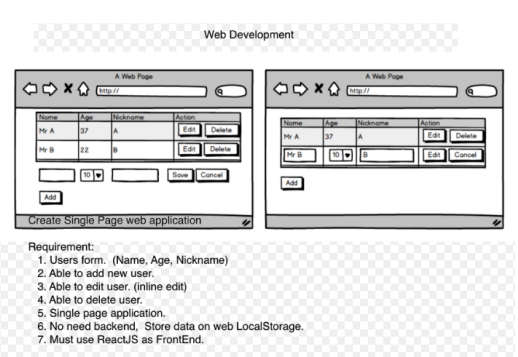 Web Development
A Web Page
http://
Name Age Nickname Action
Mr A 37 A Edit Delete
Mr B 22 B Edit Delete
10 Save Cancel
Add
Create Single Page web application
A Web Page
http://
Name Age Nickname Action
Mr A 37 A Edit Delete
Mr B 10 B Edit Cancel
Add
Requirement:
1. Users form. (Name, Age, Nickname)
2. Able to add new user.
3. Able to edit user. (inline edit)
4. Able to delete user.
5. Single page application.
6. No need backend, Store data on web LocalStorage.
7. Must use ReactJS as FrontEnd.